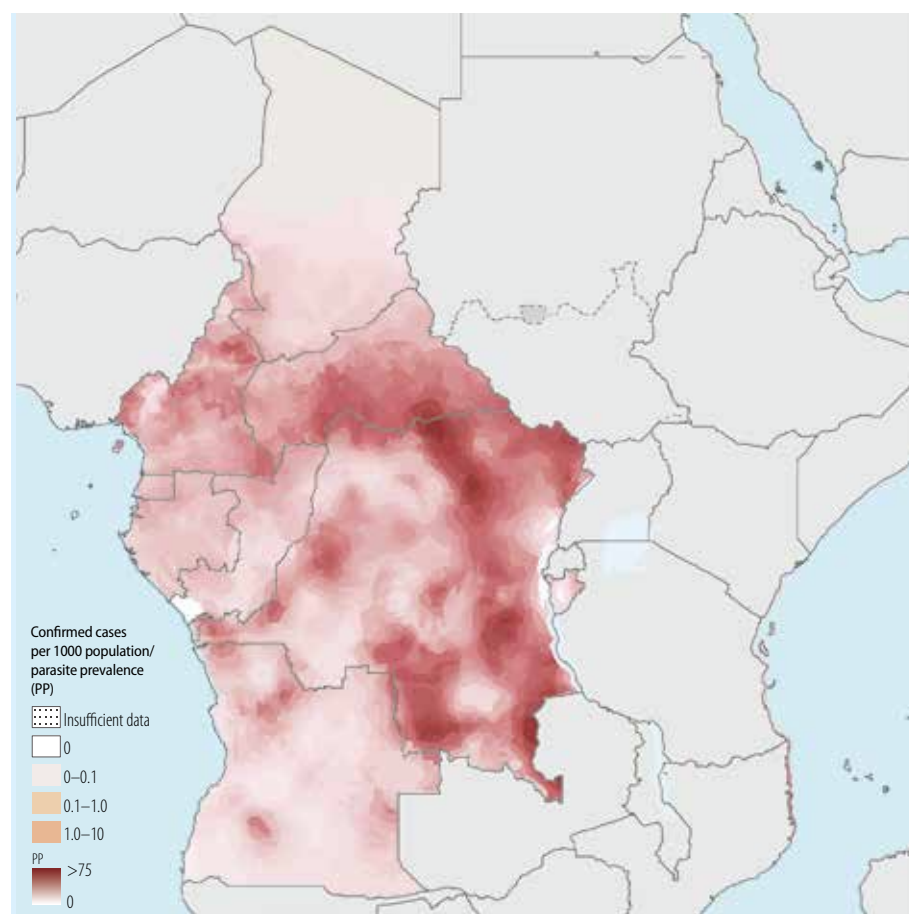 Confirmed cases
per 1000 population/
parasite prevalence
(PP)
Insufficient data
0
0–0.1
0.1–1.0
1.0–10
PP
>75
0